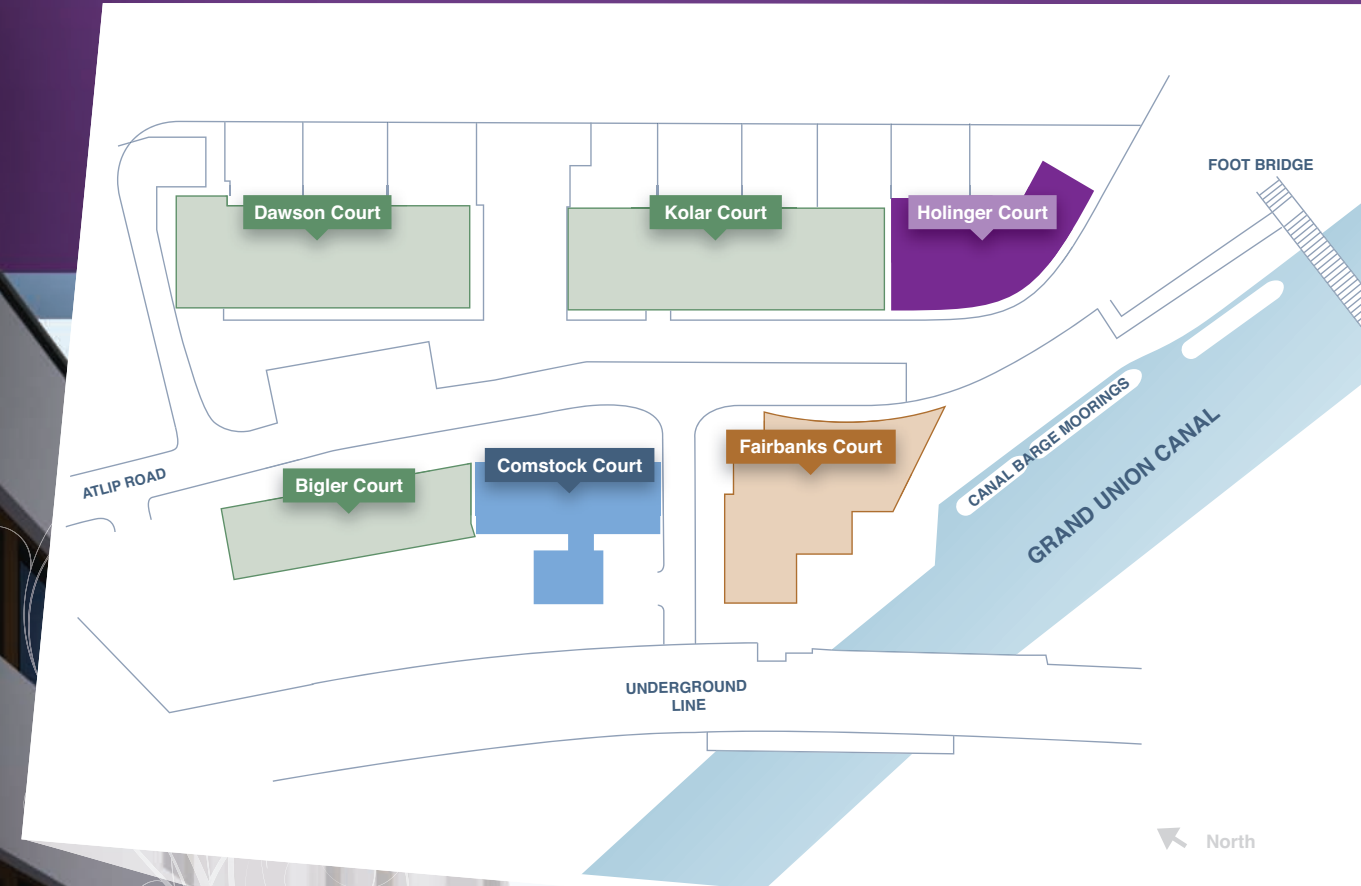 FOOT BRIDGE
Dawson Court
Kolar Court
Holinger Court
CANAL BARGE MOORINGS
GRAND UNION CANAL
Fairbanks Court
Comstock Court
Bigler Court
ATLIP ROAD
UNDERGROUND
LINE
North